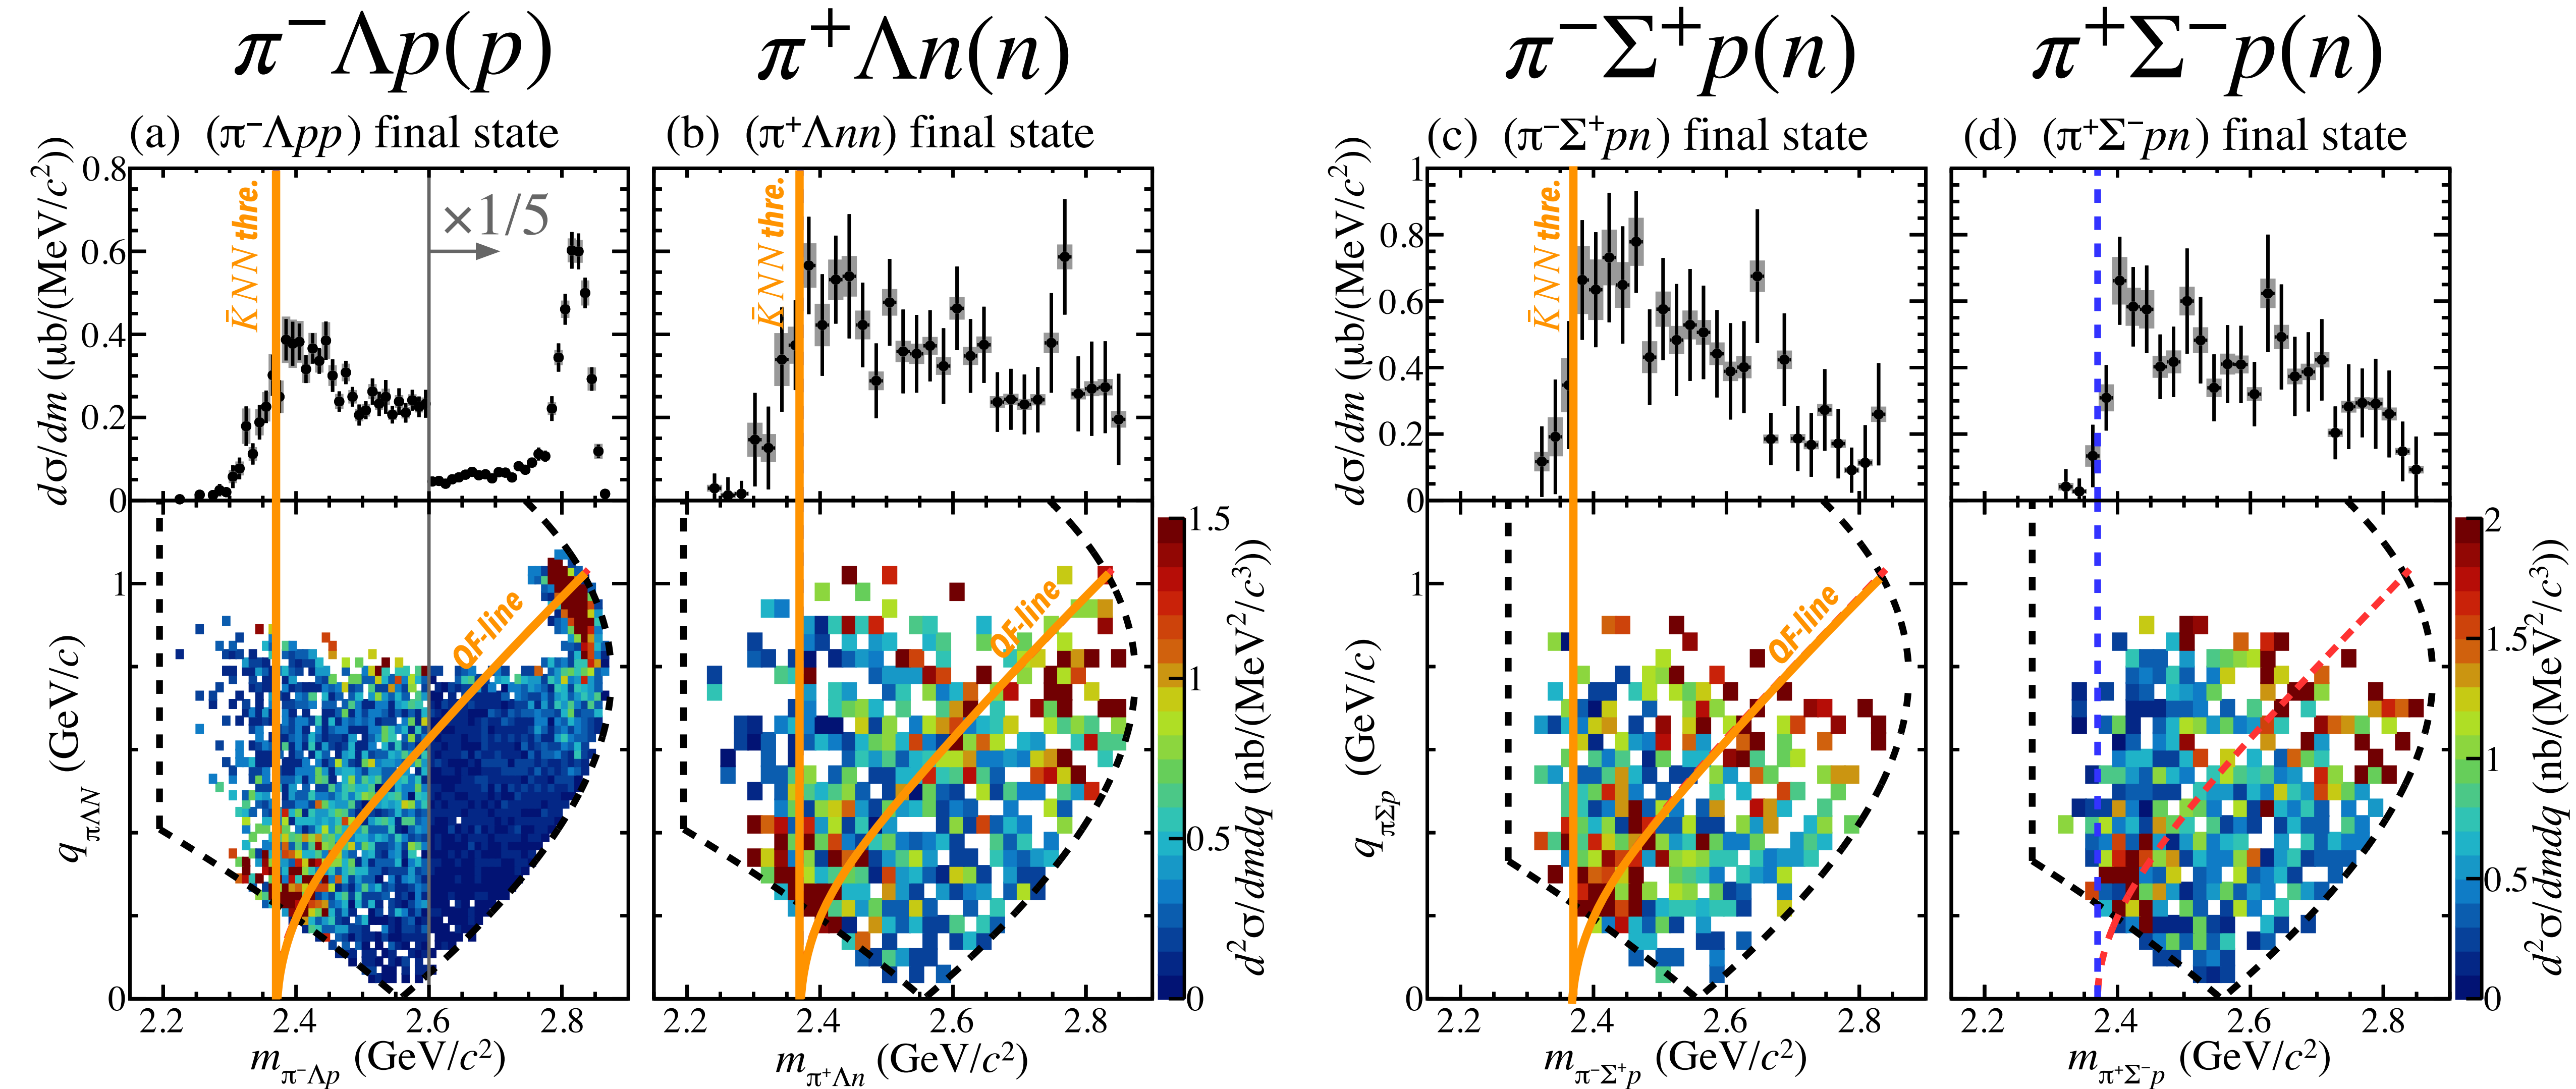 π⁻Λp(p)
π⁺Λn(n)
π⁻Σ⁺p(n)
π⁺Σ⁻p(n)
(a) (π⁻Λpp) final state
(b) (π⁺Λnn) final state
(c) (π⁻Σ⁺pn) final state
(d) (π⁺Σ⁻pn) final state
dσ/dm (μb/(MeV/c²))
0.8
0.6
0.4
0.2
0
K̄NN thre.
×1/5
K̄NN thre.
dσ/dm (μb/(MeV/c²))
1
0.8
0.6
0.4
0.2
0
K̄NN thre.
q_πΛN (GeV/c)
1
0
QF-line
QF-line
1.5
1
0.5
0
d²σ/dmdq (nb/(MeV²/c³))
q_πΣp (GeV/c)
1
0
QF-line
2
1.5
1
0.5
0
d²σ/dmdq (nb/(MeV²/c³))
2.2 2.4 2.6 2.8
2.2 2.4 2.6 2.8
2.2 2.4 2.6 2.8
2.2 2.4 2.6 2.8
m_π⁻Λp (GeV/c²)
m_π⁺Λn (GeV/c²)
m_π⁻Σ⁺p (GeV/c²)
m_π⁺Σ⁻p (GeV/c²)